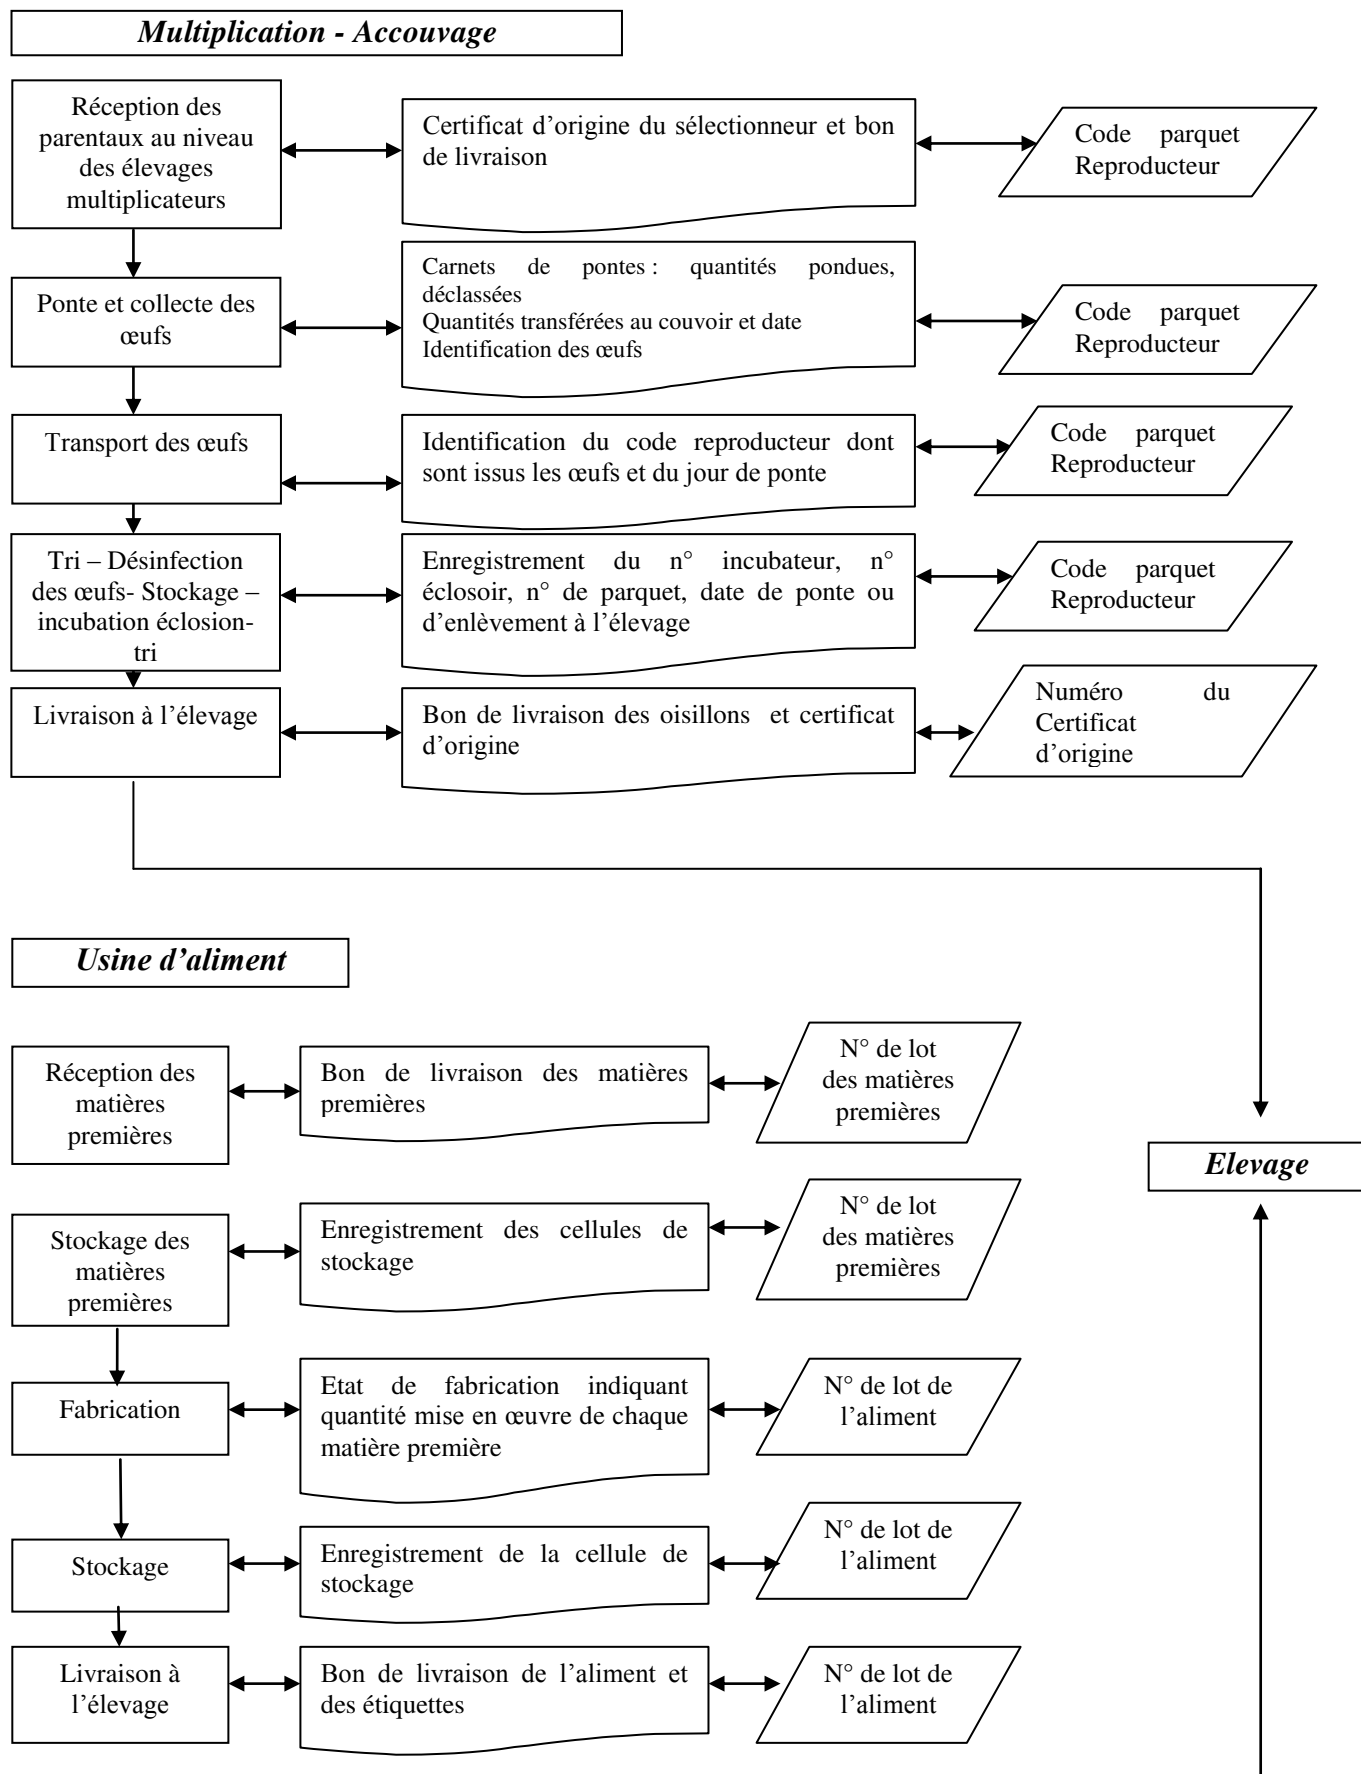 Multiplication - Accouvage
Réception des
parentaux au niveau
des élevages
multiplicateurs
Certificat d’origine du sélectionneur et bon
de livraison
Code parquet
Reproducteur
Ponte et collecte des
œufs
Carnets de pontes : quantités pondues,
déclassées
Quantités transférées au couvoir et date
Identification des œufs
Code parquet
Reproducteur
Transport des œufs
Identification du code reproducteur dont
sont issus les œufs et du jour de ponte
Code parquet
Reproducteur
Tri – Désinfection
des œufs- Stockage –
incubation éclosion-
tri
Enregistrement du n° incubateur, n°
éclosoir, n° de parquet, date de ponte ou
d’enlèvement à l’élevage
Code parquet
Reproducteur
Livraison à l’élevage
Bon de livraison des oisillons et certificat
d’origine
Numéro du
Certificat
d’origine
Usine d’aliment
Réception des
matières
premières
Bon de livraison des matières
premières
N° de lot
des matières
premières
Elevage
Stockage des
matières
premières
Enregistrement des cellules de
stockage
N° de lot
des matières
premières
Fabrication
Etat de fabrication indiquant
quantité mise en œuvre de chaque
matière première
N° de lot de
l’aliment
Stockage
Enregistrement de la cellule de
stockage
N° de lot de
l’aliment
Livraison à
l’élevage
Bon de livraison de l’aliment et
des étiquettes
N° de lot de
l’aliment